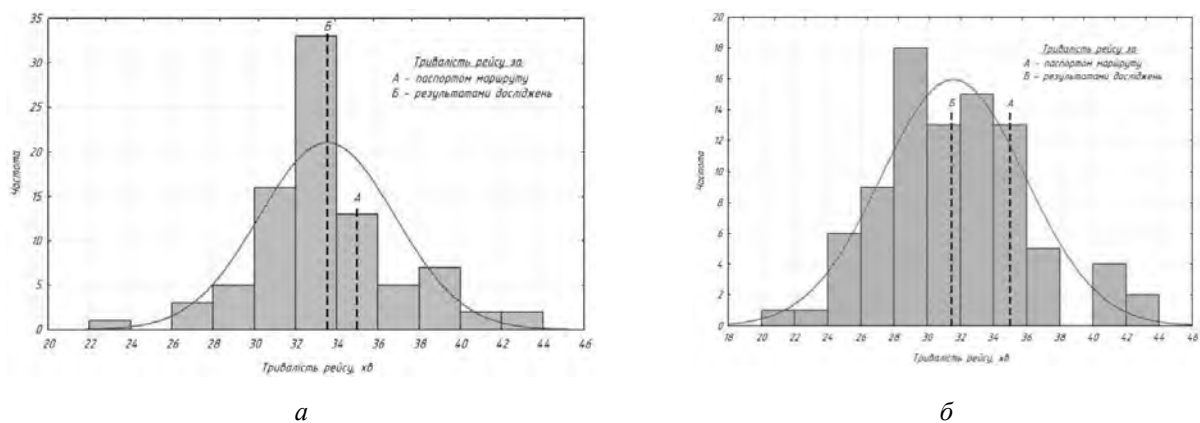 35
30
25
20
15
10
5
0
Частота
Б
А
Тривалість рейсу за:
А - паспортом маршруту
Б - результатами досліджень
20 22 24 26 28 30 32 34 36 38 40 42 44 46
Тривалість рейсу, хв
а
20
18
16
14
12
10
8
6
4
2
0
Частота
Б
А
Тривалість рейсу за:
А - паспортом маршруту
Б - результатами досліджень
18 20 22 24 26 28 30 32 34 36 38 40 42 44 46
Тривалість рейсу, хв
б